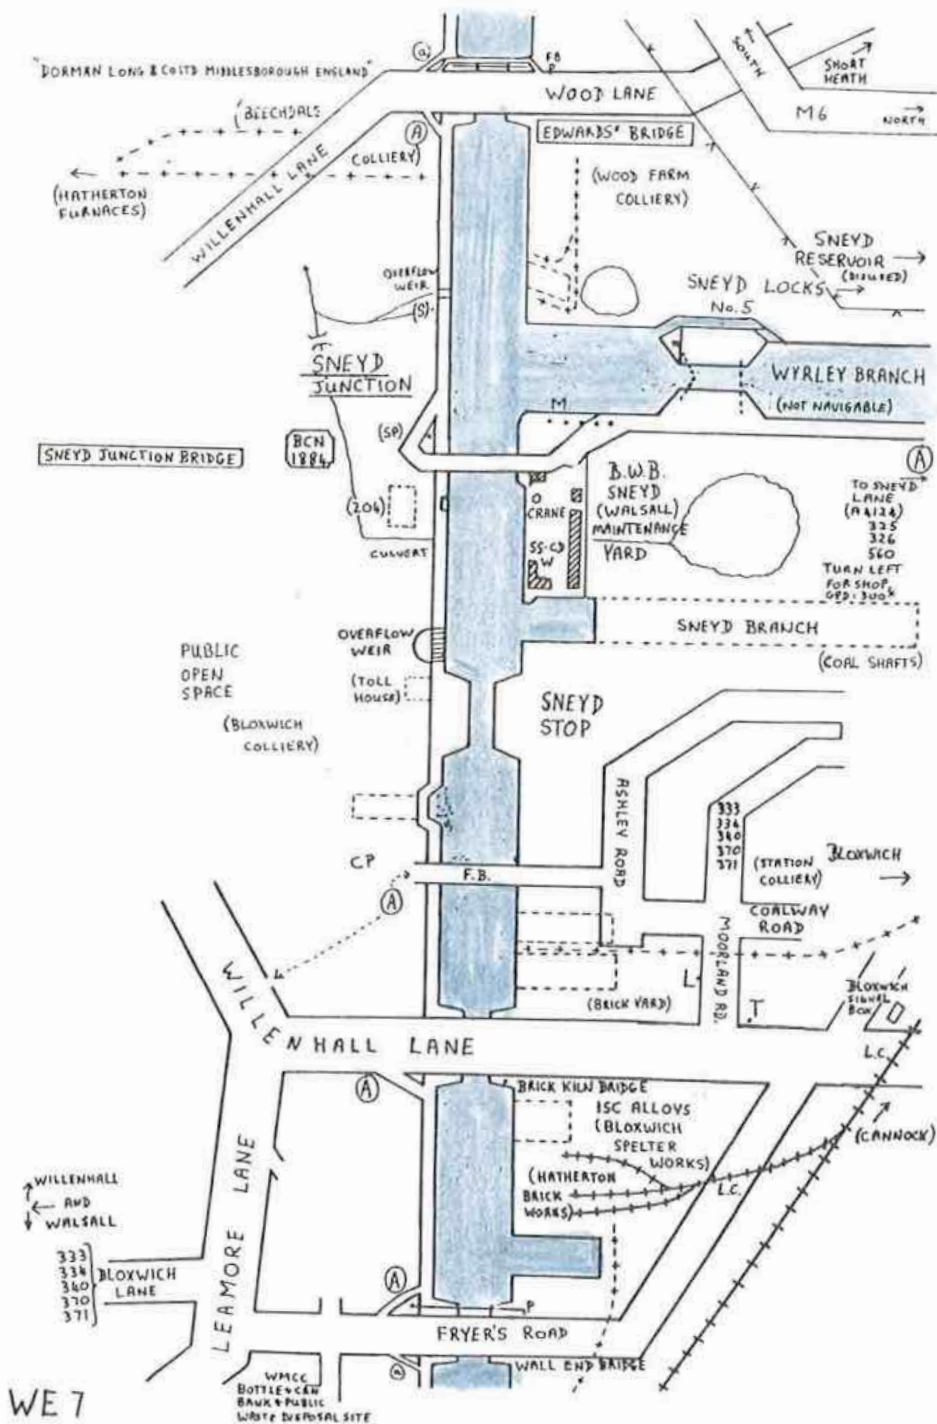 (a)
F B
P
"DORMAN LONG & COLTD MIDDLESBOROUGH ENGLAND"
WOOD LANE
SOUTH
SHORT
HEATH
M6
NORTH
(BEECHDALE
COLLIERY)
(A)
EDWARDS' BRIDGE
(HATHERTON
FURNACES)
WILLENHALL LANE
(WOOD FARM
COLLIERY)
SNEYD
RESERVOIR
(DISUSED)
OVERFLOW
WEIR
(S)
SNEYD LOCKS
No. 5
SNEYD
JUNCTION
WYRLEY BRANCH
(NOT NAVIGABLE)
M
(SP)
SNEYD JUNCTION BRIDGE
BCN
1884
(A)
TO SNEYD
LANE
(A4124)
325
326
560
TURN LEFT
FOR SHOP,
B.W.B.
SNEYD
(WALSALL)
MAINTENANCE
YARD
O
CRANE
SS-CD
W
(204)
CULVERT
SNEYD BRANCH
(COAL SHAFTS)
OVERFLOW
WEIR
(TOLL
HOUSE)
PUBLIC
OPEN
SPACE
(BLOXWICH
COLLIERY)
SNEYD
STOP
ASHLEY ROAD
333
334
340
370
371
(STATION
COLLIERY)
BLOXWICH
CP
F.B.
(A)
COALWAY
ROAD
MOORLAND RD.
(BRICK YARD)
L
T
BLOXWICH
SIGNAL
BOX
WILLENHALL LANE
L.C.
(A)
BRICK KILN BRIDGE
ISC ALLOYS
(BLOXWICH
SPELTER
WORKS)
(CANNOCK)
(HATHERTON
BRICK
WORKS)
L.C.
WILLENHALL
AND
WALSALL
333
334
340
370
371
BLOXWICH
LANE
LEAMORE LANE
(A)
P
FRYER'S ROAD
WALL END BRIDGE
(a)
WMCC
BOTTLE & CAN
BANK & PUBLIC
WASTE DISPOSAL SITE
WE 7